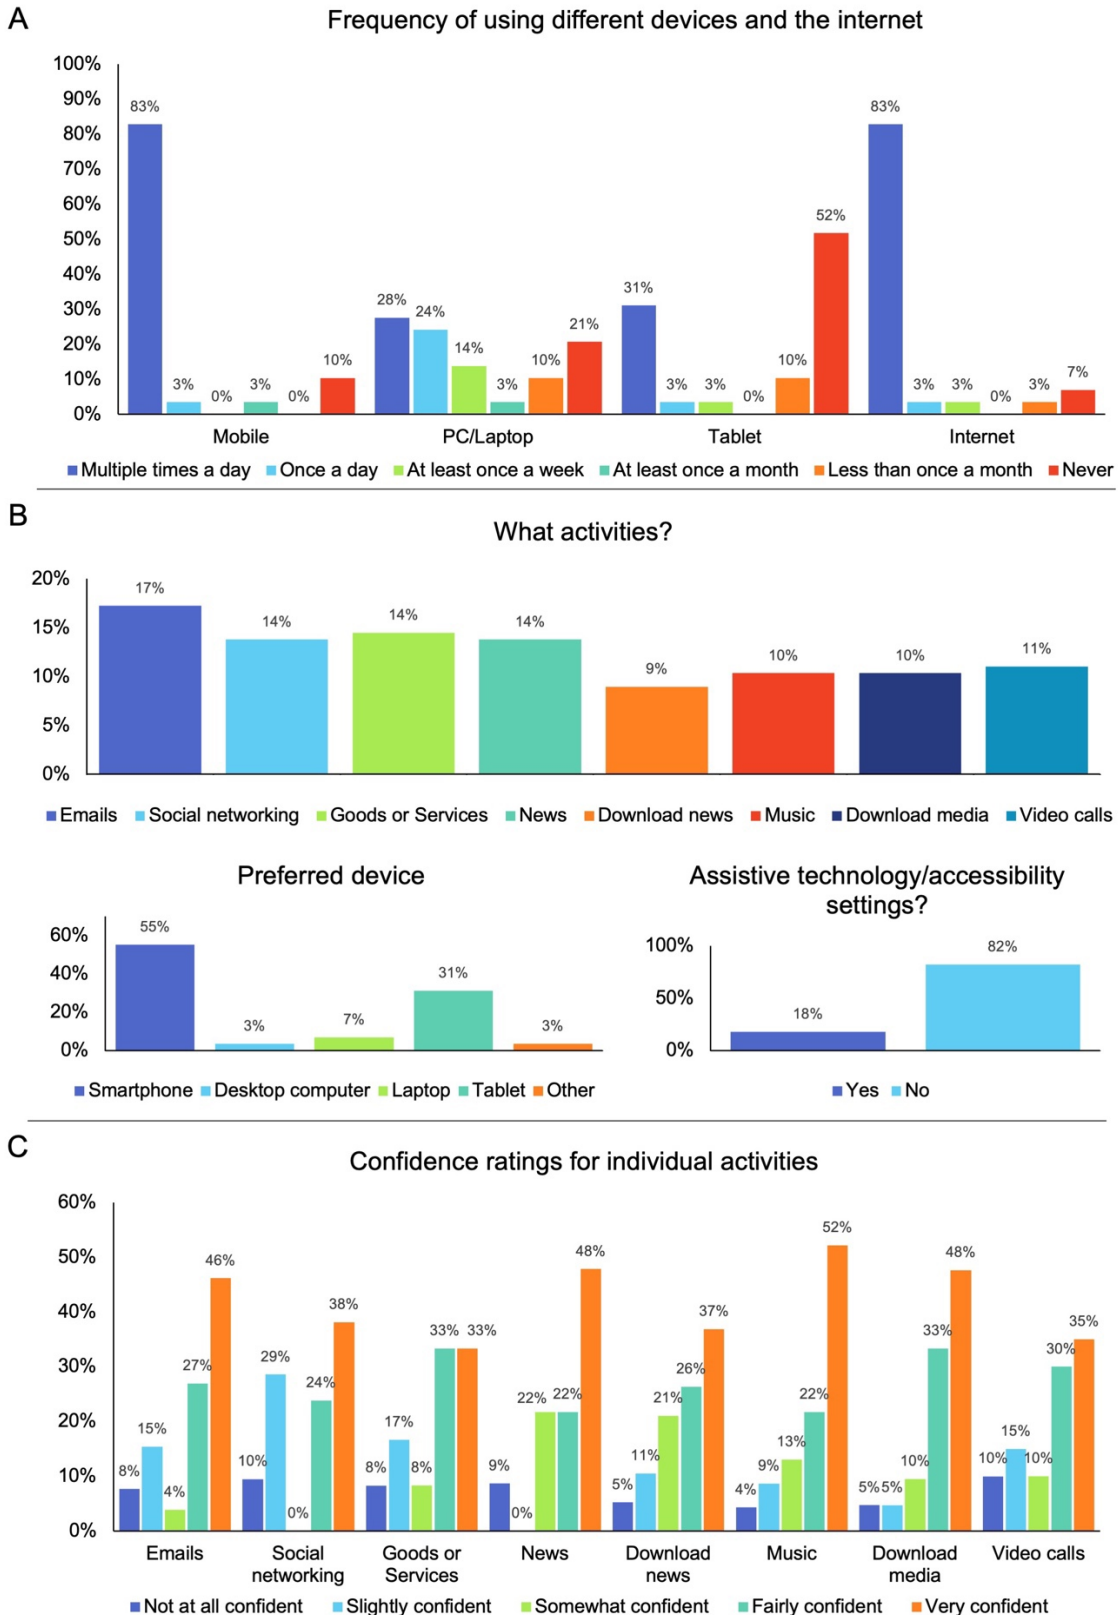 A
Frequency of using different devices and the internet
100%
90%
80%
70%
60%
50%
40%
30%
20%
10%
0%
83%
3%
0%
3%
0%
10%
28%
24%
14%
3%
10%
21%
31%
3%
3%
0%
10%
52%
83%
3%
3%
0%
3%
7%
Mobile
PC/Laptop
Tablet
Internet
Multiple times a day
Once a day
At least once a week
At least once a month
Less than once a month
Never
B
What activities?
20%
15%
10%
5%
0%
17%
14%
14%
14%
9%
10%
10%
11%
Emails
Social networking
Goods or Services
News
Download news
Music
Download media
Video calls
Preferred device
60%
40%
20%
0%
55%
3%
7%
31%
3%
Smartphone
Desktop computer
Laptop
Tablet
Other
Assistive technology/accessibility
settings?
100%
50%
0%
18%
82%
Yes
No
C
Confidence ratings for individual activities
60%
50%
40%
30%
20%
10%
0%
8%
15%
4%
27%
46%
10%
29%
0%
24%
38%
8%
17%
8%
33%
33%
9%
0%
22%
22%
48%
5%
11%
21%
26%
37%
4%
9%
13%
22%
52%
5%
5%
10%
33%
48%
10%
15%
10%
30%
35%
Emails
Social
networking
Goods or
Services
News
Download
news
Music
Download
media
Video calls
Not at all confident
Slightly confident
Somewhat confident
Fairly confident
Very confident